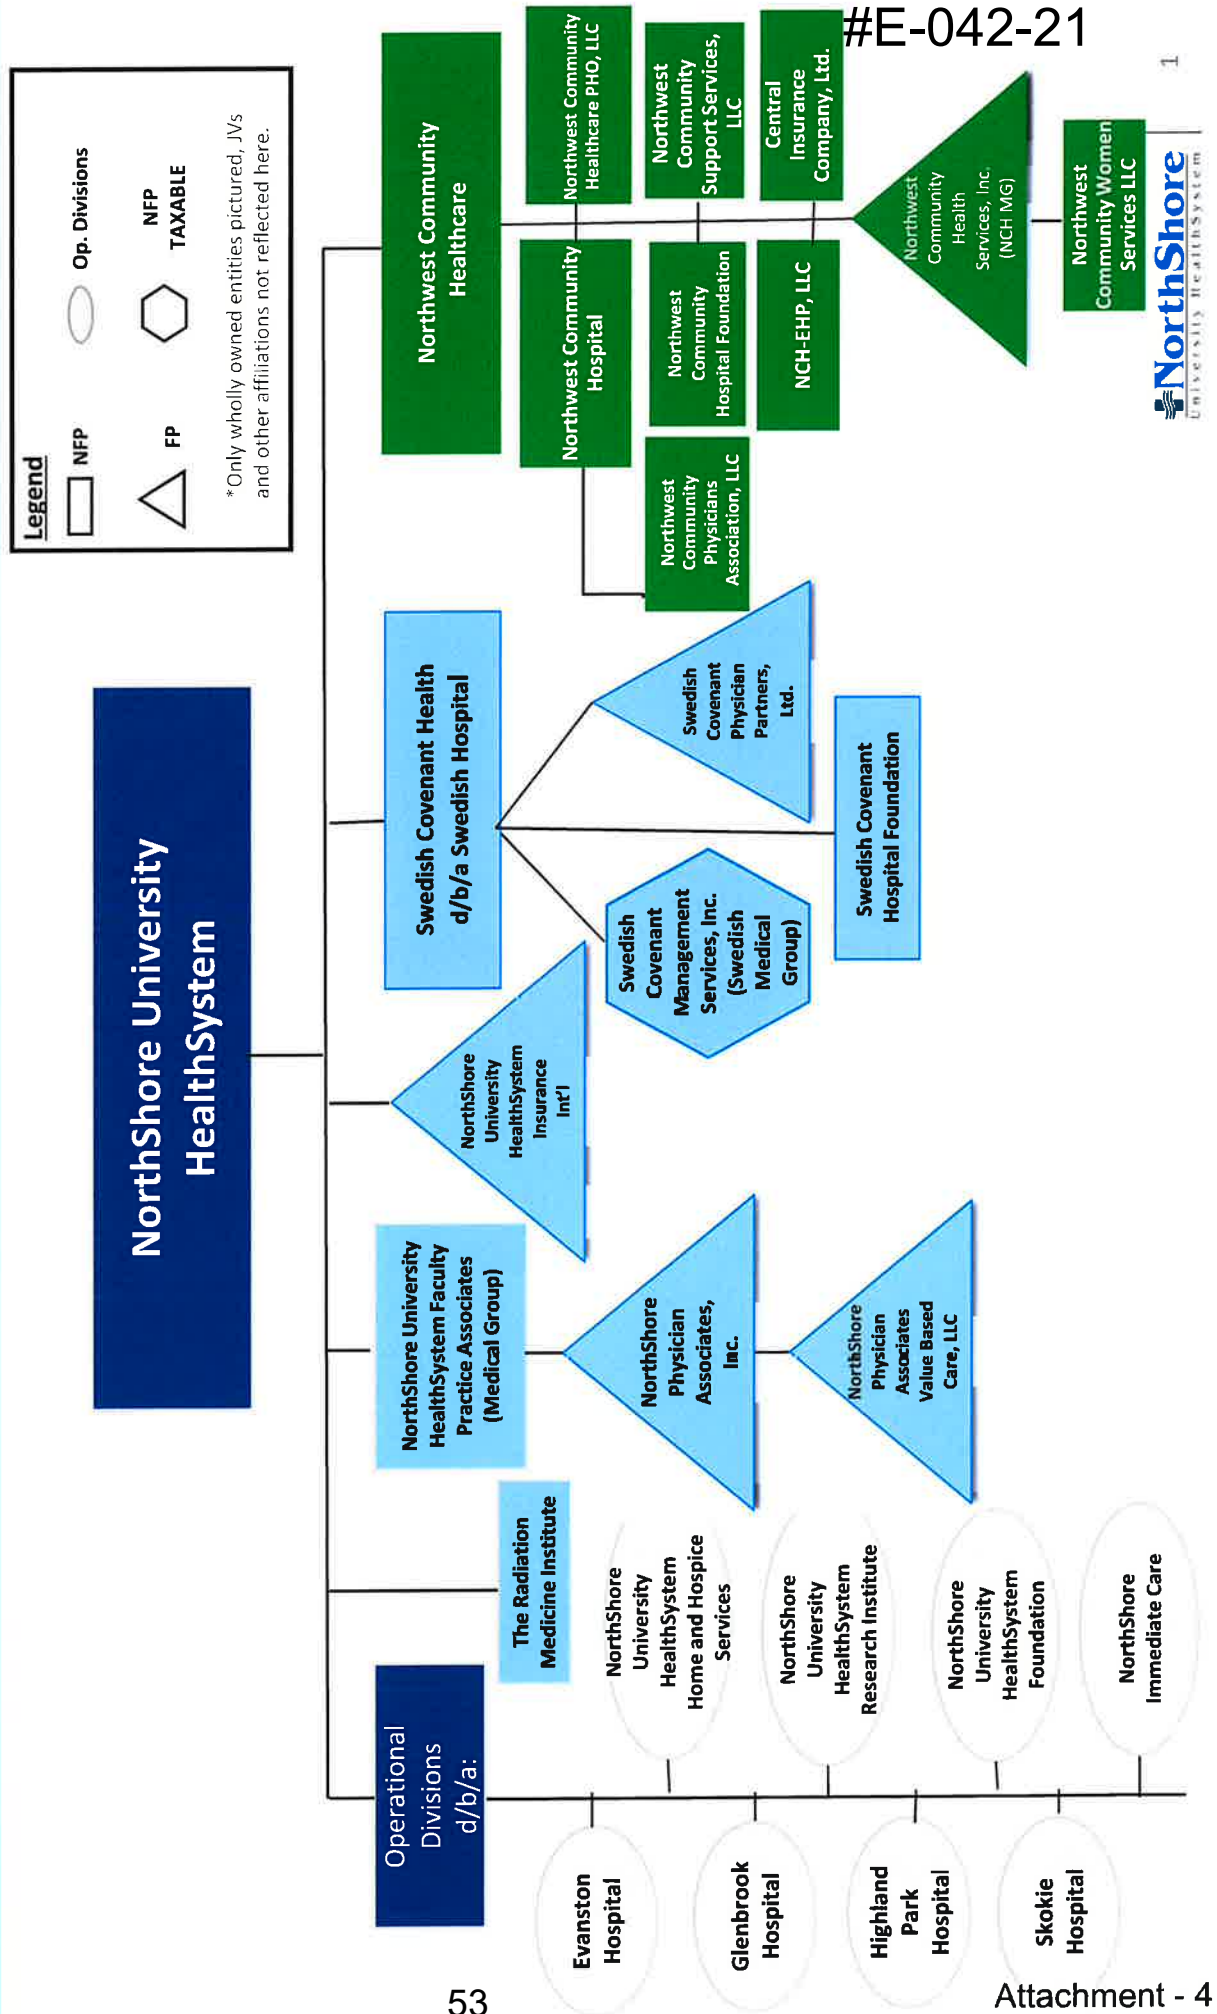 #E-042-21
Legend
NFP
Op. Divisions
FP
NFP
TAXABLE
*Only wholly owned entities pictured, JVs
and other affiliations not reflected here.
NorthShore University
HealthSystem
Operational
Divisions
d/b/a:
Evanston
Hospital
Glenbrook
Hospital
Highland
Park
Hospital
Skokie
Hospital
NorthShore
University
HealthSystem
Home and Hospice
Services
NorthShore
University
HealthSystem
Research Institute
NorthShore
University
HealthSystem
Foundation
NorthShore
Immediate Care
The Radiation
Medicine Institute
NorthShore University
HealthSystem Faculty
Practice Associates
(Medical Group)
NorthShore
Physician
Associates,
Inc.
NorthShore
Physician
Associates
Value Based
Care, LLC
NorthShore
University
HealthSystem
Insurance
Int'l
Swedish Covenant Health
d/b/a Swedish Hospital
Swedish
Covenant
Management
Services, Inc.
(Swedish
Medical
Group)
Swedish
Covenant
Physician
Partners,
Ltd.
Swedish Covenant
Hospital Foundation
Northwest Community
Healthcare
Northwest Community
Hospital
Northwest Community
Healthcare PHO, LLC
Northwest
Community
Physicians
Association, LLC
Northwest
Community
Hospital Foundation
Northwest
Community
Support Services,
LLC
NCH-EHP, LLC
Central
Insurance
Company, Ltd.
Northwest
Community
Health
Services, Inc.
(NCH MG)
Northwest
Community Women
Services LLC
NorthShore
University HealthSystem
1
53
Attachment - 4